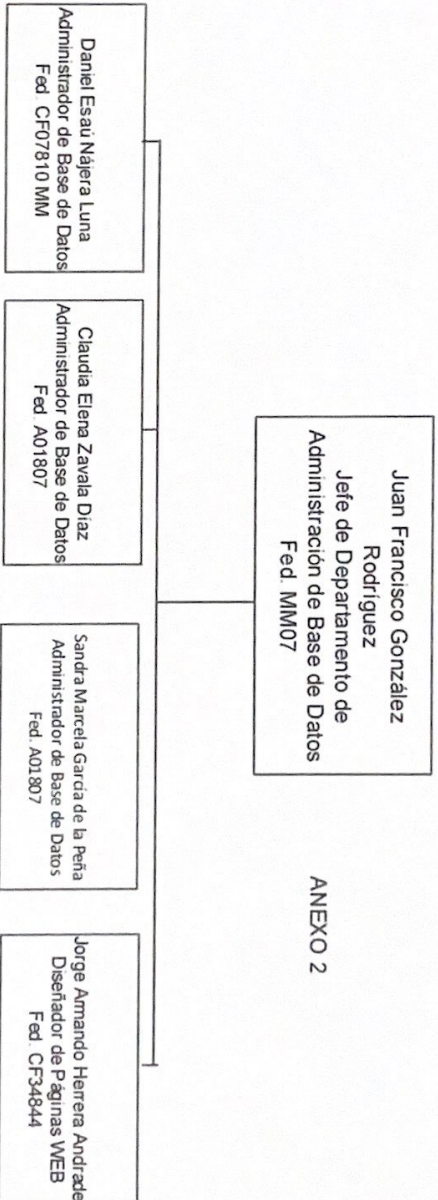 Juan Francisco González
Rodríguez
Jefe de Departamento de
Administración de Base de Datos
Fed. MM07
ANEXO 2
Daniel Esaú Nájera Luna
Administrador de Base de Datos
Fed. CF07810 MM
Claudia Elena Zavala Díaz
Administrador de Base de Datos
Fed. A01807
Sandra Marcela García de la Peña
Administrador de Base de Datos
Fed. A01807
Jorge Armando Herrera Andrade
Diseñador de Páginas WEB
Fed. CF34844